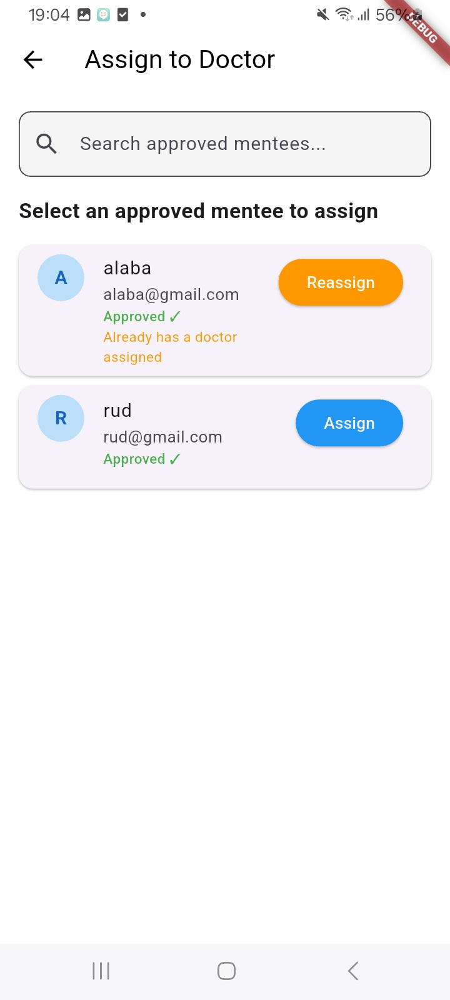 19:04
56%
DEBUG
Assign to Doctor
Search approved mentees...
Select an approved mentee to assign
A
alaba
alaba@gmail.com
Approved ✓
Already has a doctor
assigned
Reassign
R
rud
rud@gmail.com
Approved ✓
Assign